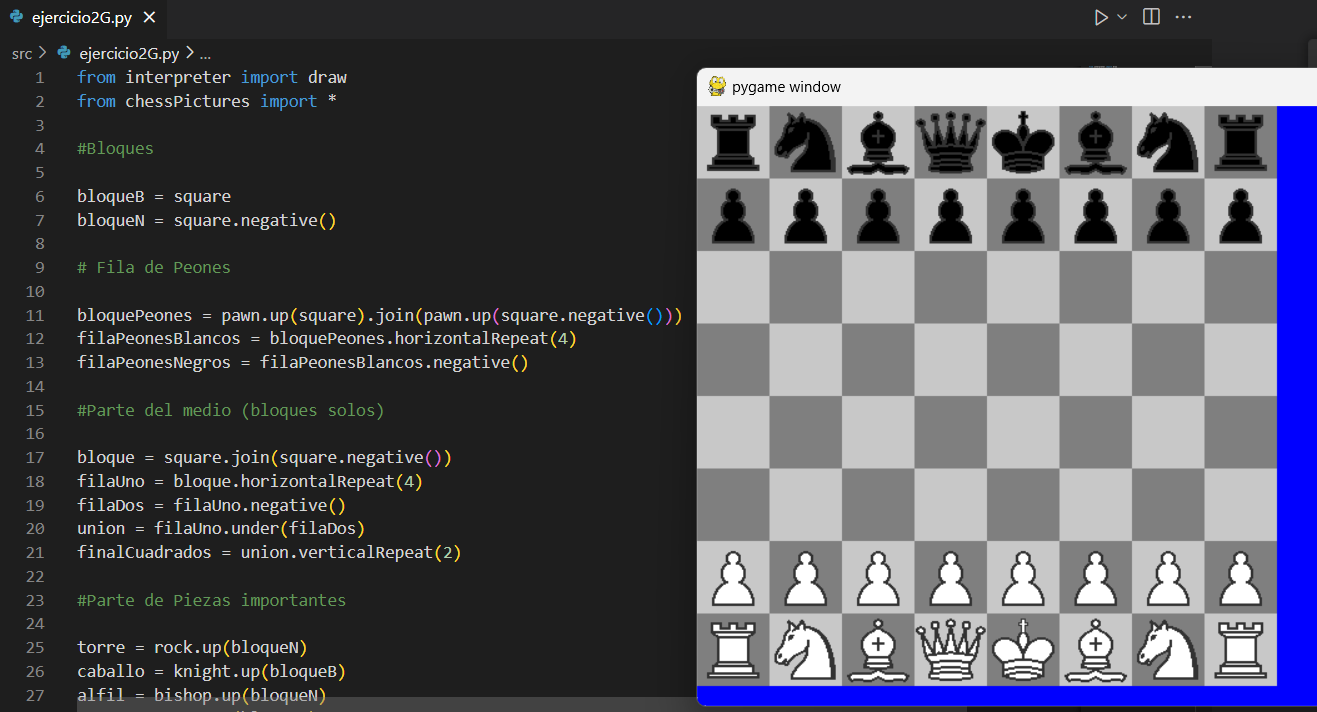 ejercicio2G.py
src > ejercicio2G.py > ...
1 from interpreter import draw
2 from chessPictures import *
3
4 #Bloques
5
6 bloqueB = square
7 bloqueN = square.negative()
8
9 # Fila de Peones
10
11 bloquePeones = pawn.up(square).join(pawn.up(square.negative()))
12 filaPeonesBlancos = bloquePeones.horizontalRepeat(4)
13 filaPeonesNegros = filaPeonesBlancos.negative()
14
15 #Parte del medio (bloques solos)
16
17 bloque = square.join(square.negative())
18 filaUno = bloque.horizontalRepeat(4)
19 filaDos = filaUno.negative()
20 union = filaUno.under(filaDos)
21 finalCuadrados = union.verticalRepeat(2)
22
23 #Parte de Piezas importantes
24
25 torre = rock.up(bloqueN)
26 caballo = knight.up(bloqueB)
27 alfil = bishop.up(bloqueN)
pygame window